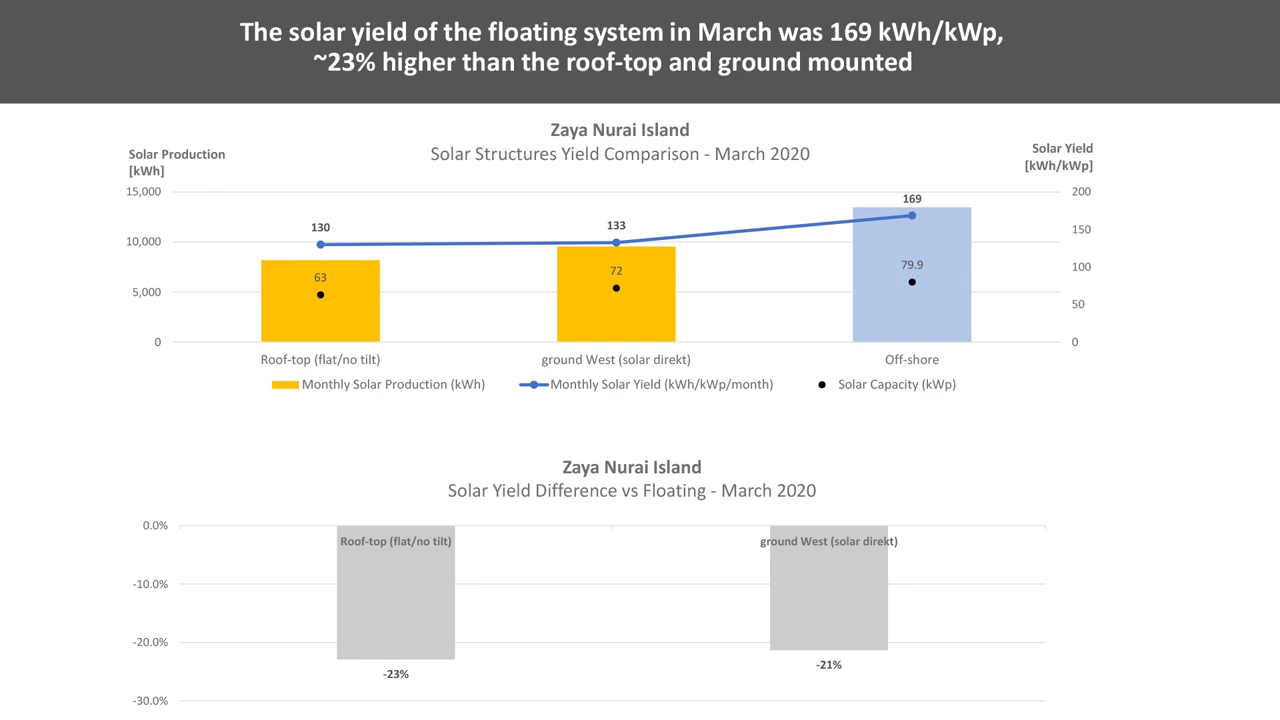 The solar yield of the floating system in March was 169 kWh/kWp,
~23% higher than the roof-top and ground mounted
Zaya Nurai Island
Solar Structures Yield Comparison - March 2020
Solar Production
[kWh]
Solar Yield
[kWh/kWp]
15,000
10,000
5,000
0
200
150
100
50
0
130
133
169
63
72
79.9
Roof-top (flat/no tilt)
ground West (solar direkt)
Off-shore
Monthly Solar Production (kWh)
Monthly Solar Yield (kWh/kWp/month)
Solar Capacity (kWp)
Zaya Nurai Island
Solar Yield Difference vs Floating - March 2020
0.0%
-10.0%
-20.0%
-30.0%
Roof-top (flat/no tilt)
ground West (solar direkt)
-23%
-21%